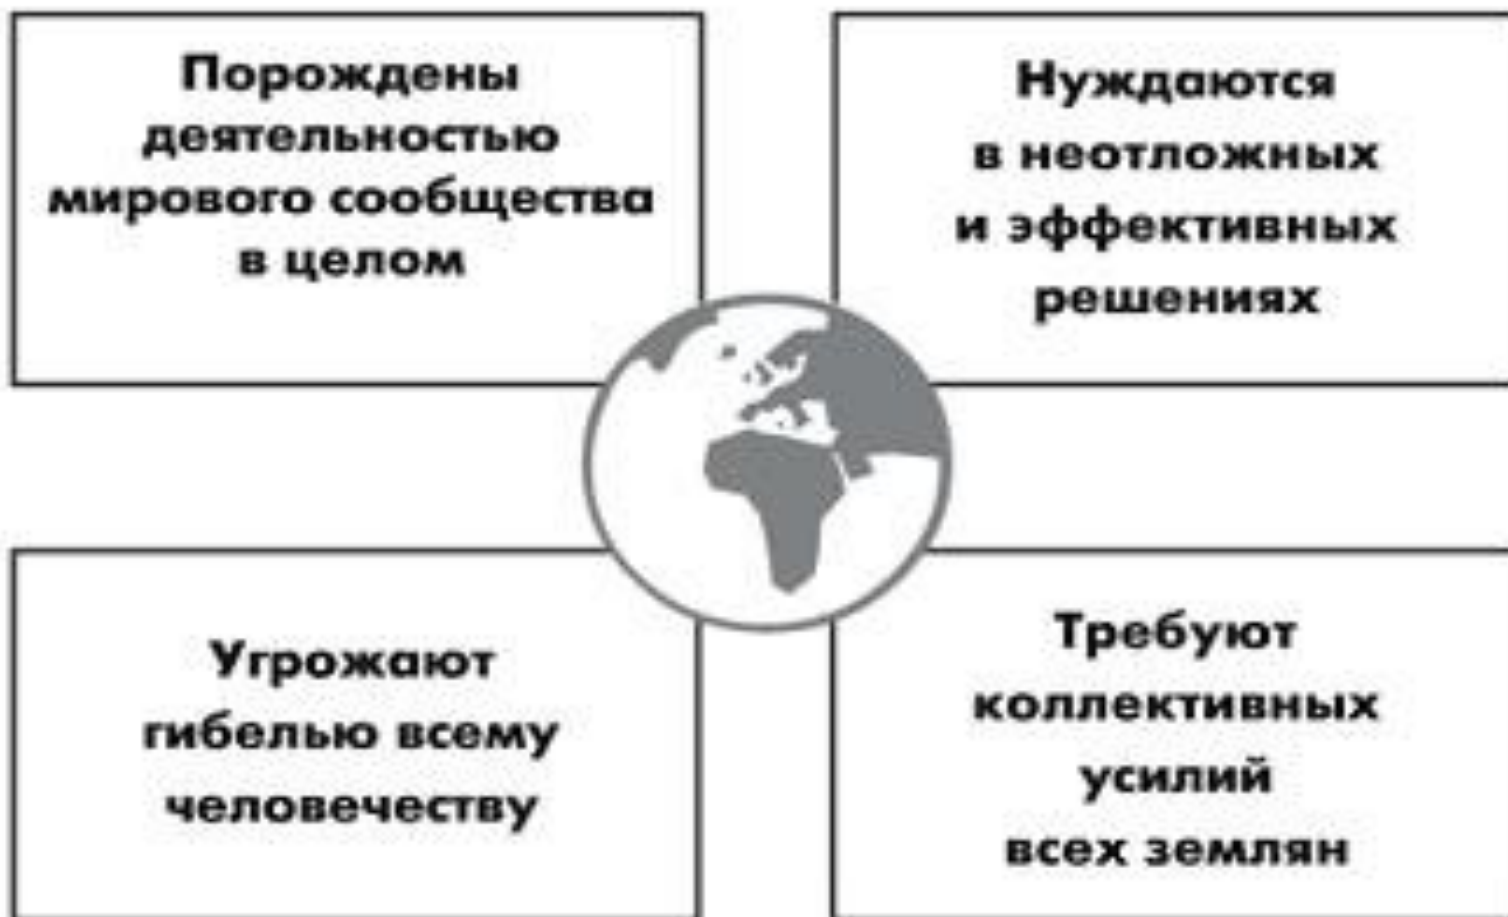 Порождены
деятельностью
мирового сообщества
в целом
Нуждаются
в неотложных
и эффективных
решениях
Угрожают
гибелью всему
человечеству
Требуют
коллективных
усилий
всех землян